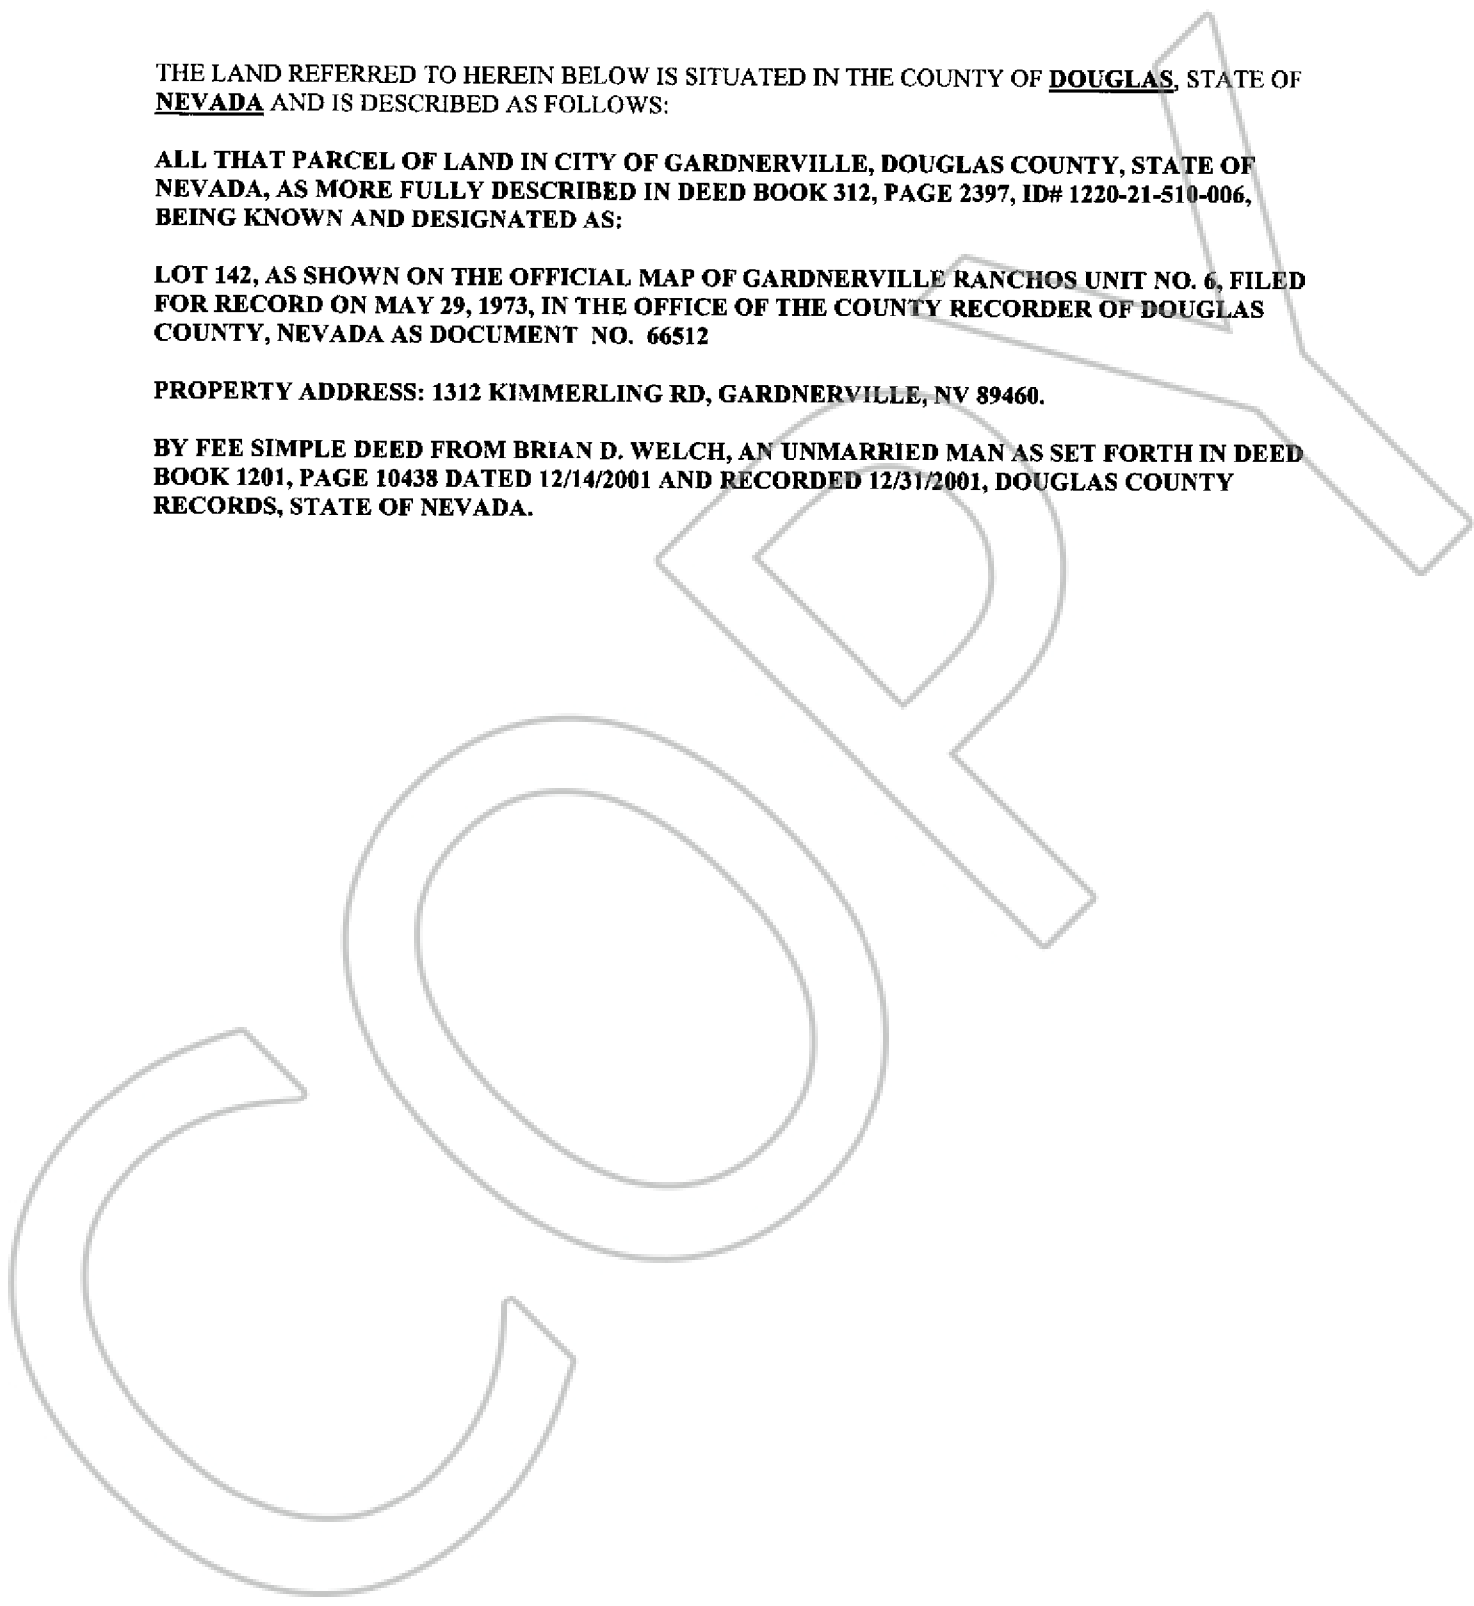 THE LAND REFERRED TO HEREIN BELOW IS SITUATED IN THE COUNTY OF DOUGLAS, STATE OF
NEVADA AND IS DESCRIBED AS FOLLOWS:
ALL THAT PARCEL OF LAND IN CITY OF GARDNERVILLE, DOUGLAS COUNTY, STATE OF
NEVADA, AS MORE FULLY DESCRIBED IN DEED BOOK 312, PAGE 2397, ID# 1220-21-510-006,
BEING KNOWN AND DESIGNATED AS:
LOT 142, AS SHOWN ON THE OFFICIAL MAP OF GARDNERVILLE RANCHOS UNIT NO. 6, FILED
FOR RECORD ON MAY 29, 1973, IN THE OFFICE OF THE COUNTY RECORDER OF DOUGLAS
COUNTY, NEVADA AS DOCUMENT NO. 66512
PROPERTY ADDRESS: 1312 KIMMERLING RD, GARDNERVILLE, NV 89460.
BY FEE SIMPLE DEED FROM BRIAN D. WELCH, AN UNMARRIED MAN AS SET FORTH IN DEED
BOOK 1201, PAGE 10438 DATED 12/14/2001 AND RECORDED 12/31/2001, DOUGLAS COUNTY
RECORDS, STATE OF NEVADA.
COPY